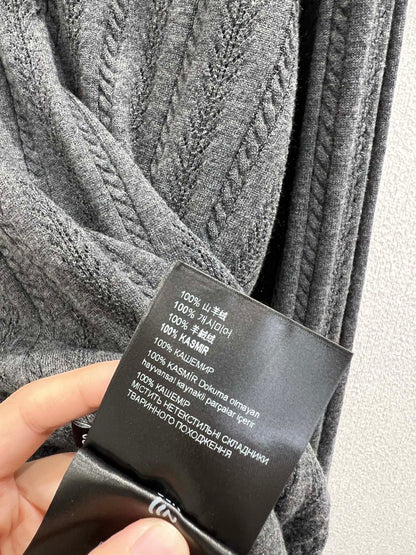 100% 山羊绒
100% 캐시미어
100% 羊絨
100% KAŞMIR
100% КАШЕМИР
100% KAŞMİR Dokuma olmayan
hayvansal kaynaklı parçalar içerir
100% КАШЕМІР
МІСТИТЬ НЕТЕКСТИЛЬНІ СКЛАДНИКИ
ТВАРИННОГО ПОХОДЖЕННЯ